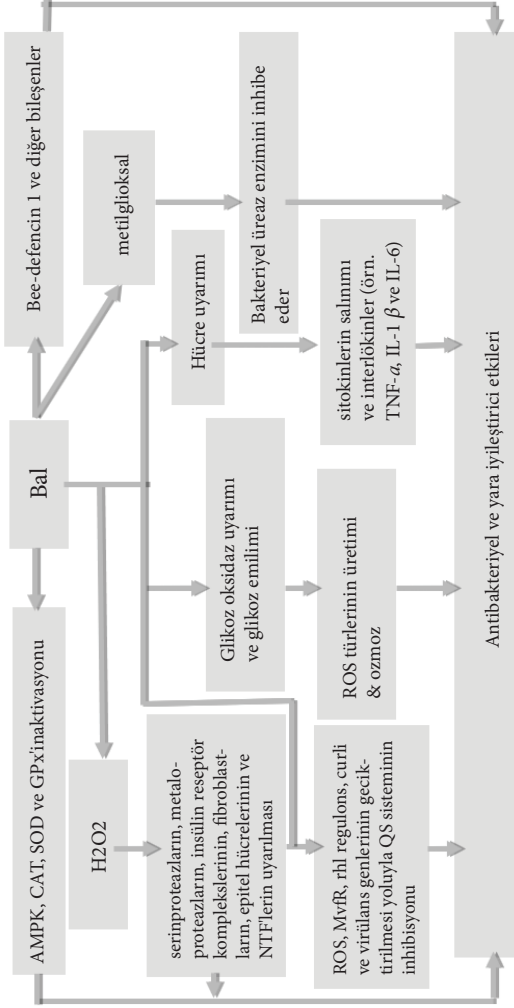 Bal
AMPK, CAT, SOD ve GPx'inaktivasyonu
Bee-defencin 1 ve diğer bileşenler
H2O2
metilglioksal
serinproteazların, metalo-
proteazların, insülin reseptör
komplekslerinin, fibroblast-
ların, epitel hücrelerinin ve
NTF'lerin uyarılması
Glikoz oksidaz uyarımı
ve glikoz emilimi
Hücre uyarımı
Bakteriyel üreaz enzimini inhibe
eder
ROS, MvfR, rhl regulons, curli
ve virülans genlerinin gecik-
tirilmesi yoluyla QS sisteminin
inhibisyonu
ROS türlerinin üretimi
& ozmoz
sitokinlerin salınımı
ve interlökinler (örn.
TNF-α, IL-1 β ve IL-6)
Antibakteriyel ve yara iyileştirici etkileri